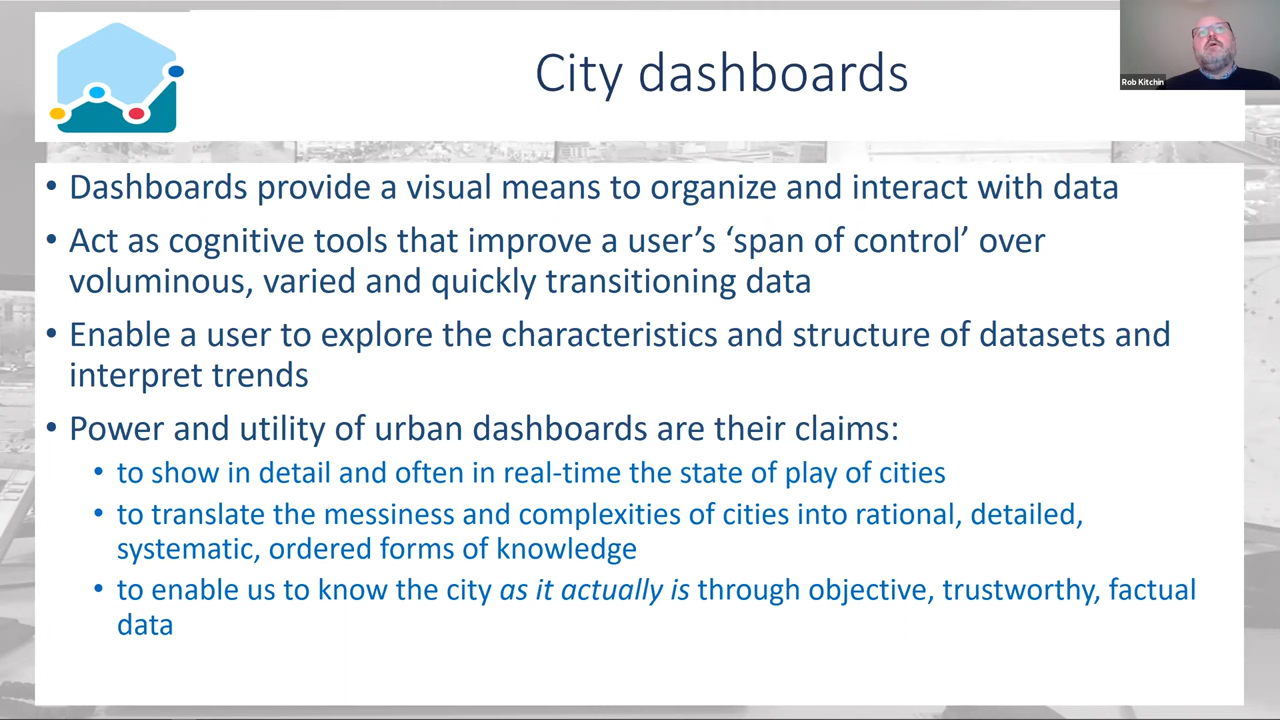 City dashboards
Rob Kitchin
• Dashboards provide a visual means to organize and interact with data
• Act as cognitive tools that improve a user’s ‘span of control’ over
voluminous, varied and quickly transitioning data
• Enable a user to explore the characteristics and structure of datasets and
interpret trends
• Power and utility of urban dashboards are their claims:
• to show in detail and often in real-time the state of play of cities
• to translate the messiness and complexities of cities into rational, detailed,
systematic, ordered forms of knowledge
• to enable us to know the city as it actually is through objective, trustworthy, factual
data